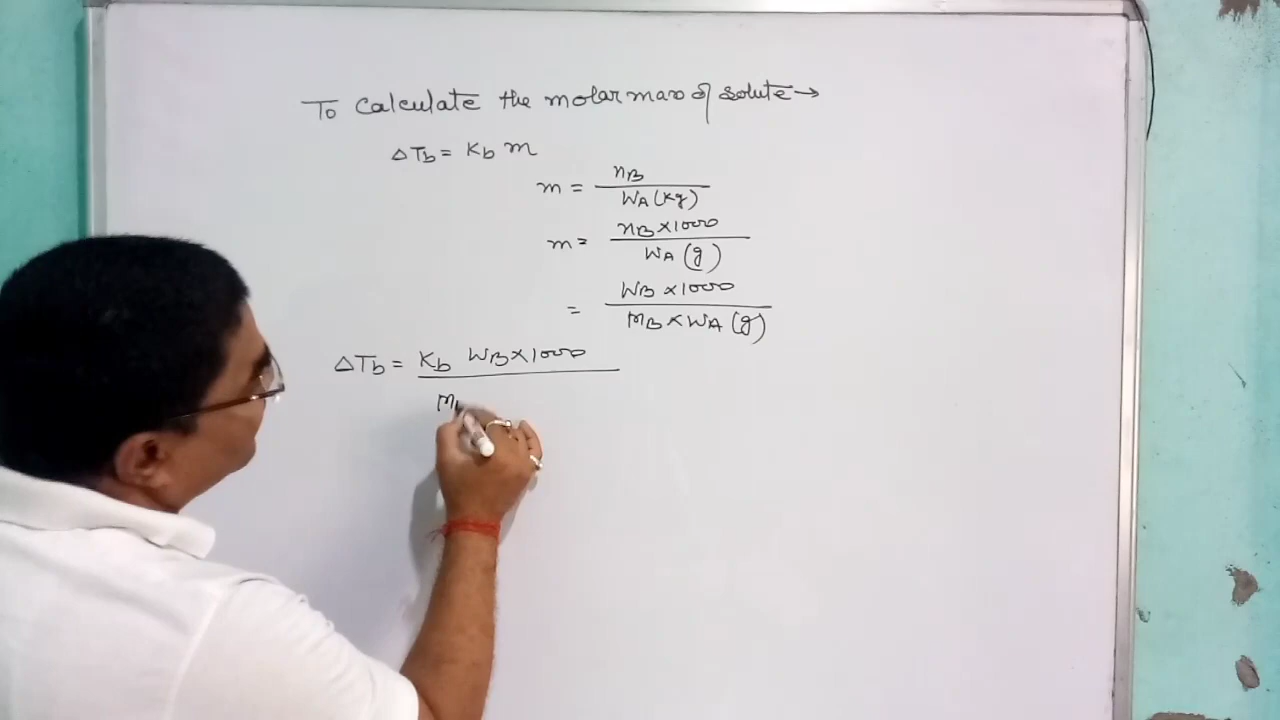 To calculate the molar mass of solute →
ΔTb = Kb m
m = nB / WA (Kg)
m = nB × 1000 / WA (g)
= WB × 1000 / MB × WA (g)
ΔTb = Kb WB × 1000 / M